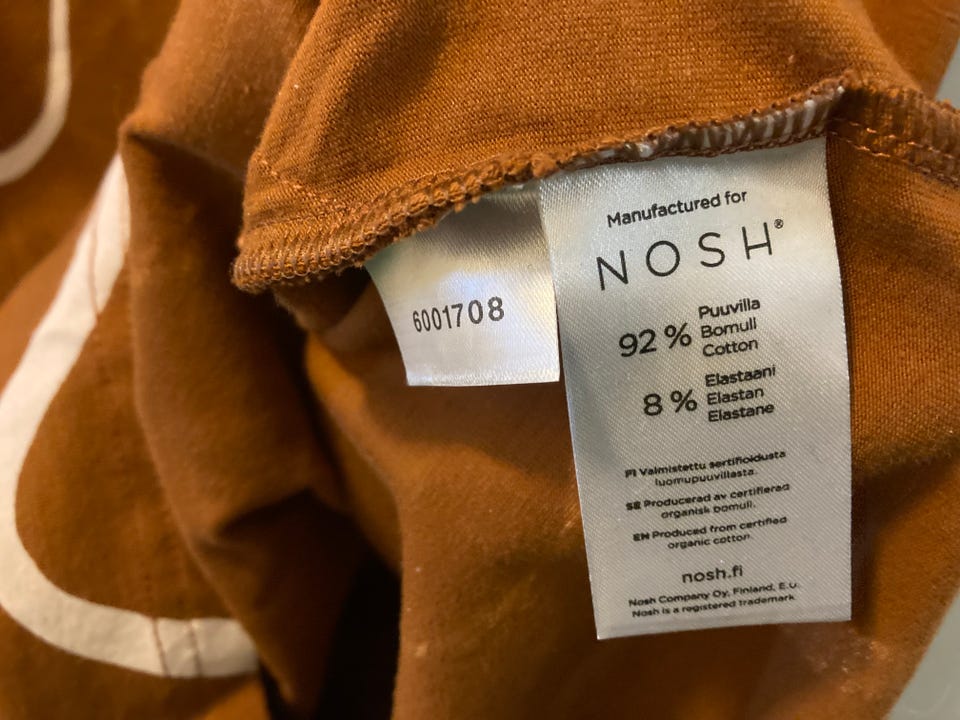 6001708
Manufactured for
NOSH®
92 % Puuvilla
Bomull
Cotton
8 % Elastaani
Elastan
Elastane
FI Valmistettu sertifioidusta
luomupuuvillasta.
SE Producerad av certifierad
organisk bomull.
EN Produced from certified
organic cotton.
nosh.fi
Nosh Company Oy, Finland, E.U.
Nosh is a registered trademark.